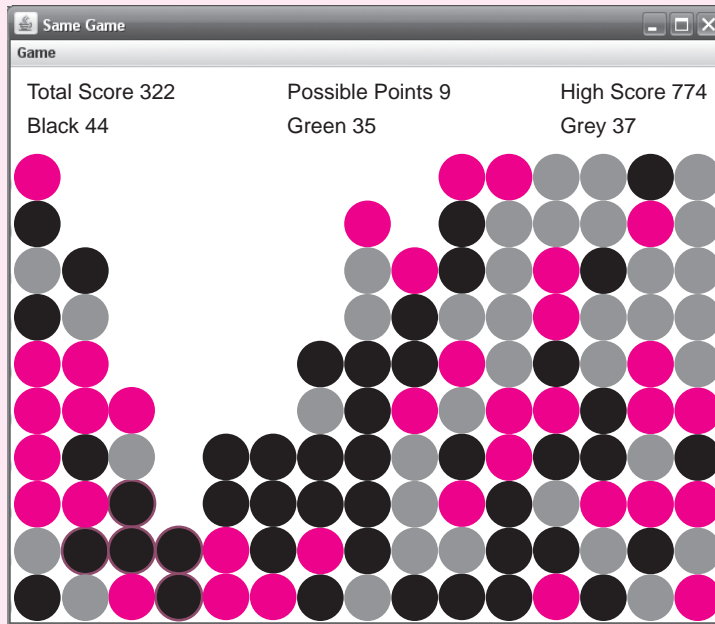 Same Game
Game
Total Score 322 Possible Points 9 High Score 774
Black 44 Green 35 Grey 37